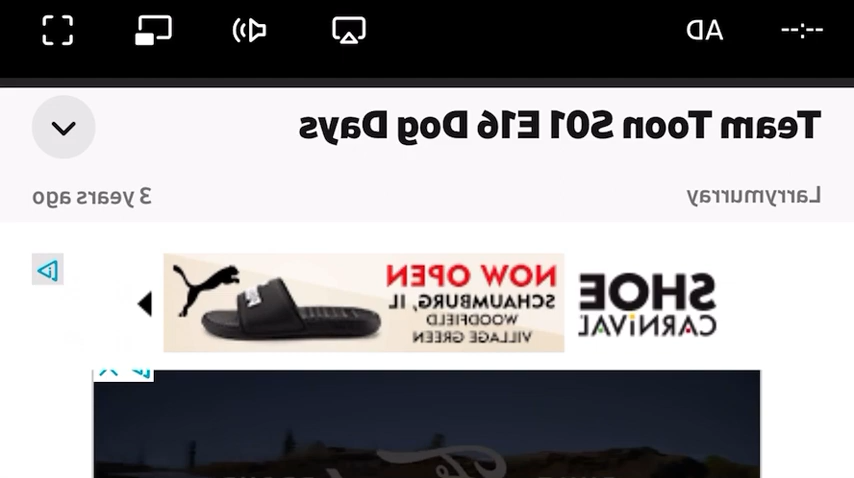 --:-- AD
Team Toon S01 E16 Dog Days
Larrymurray 3 years ago
SHOE
CARNIVAL
NOW OPEN
SCHAUMBURG, IL
WOODFIELD
VILLAGE GREEN